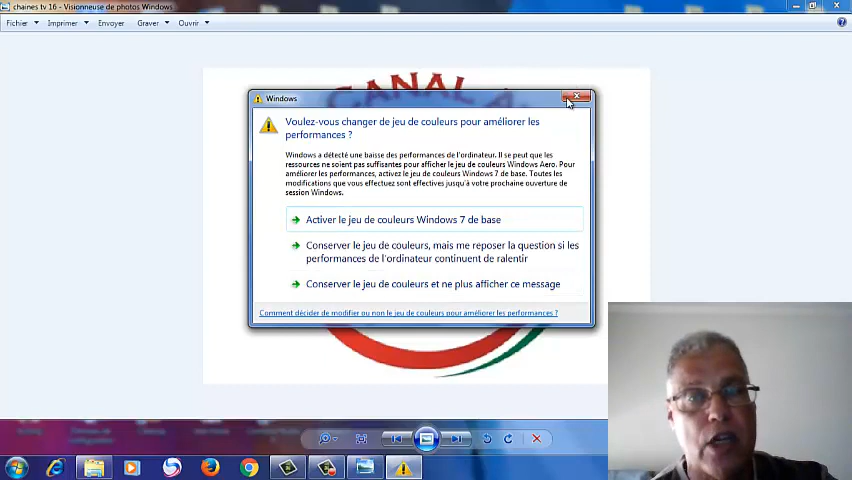 chaines tv 16 - Visionneuse de photos Windows
Fichier Imprimer Envoyer Graver Ouvrir
CANAL
Windows
Voulez-vous changer de jeu de couleurs pour améliorer les
performances ?
Windows a détecté une baisse des performances de l'ordinateur. Il se peut que les
ressources ne soient pas suffisantes pour afficher le jeu de couleurs Windows Aero. Pour
améliorer les performances, activez le jeu de couleurs Windows 7 de base. Toutes les
modifications que vous effectuez sont effectives jusqu'à votre prochaine ouverture de
session Windows.
Activer le jeu de couleurs Windows 7 de base
Conserver le jeu de couleurs, mais me reposer la question si les
performances de l'ordinateur continuent de ralentir
Conserver le jeu de couleurs et ne plus afficher ce message
Comment décider de modifier ou non le jeu de couleurs pour améliorer les performances ?